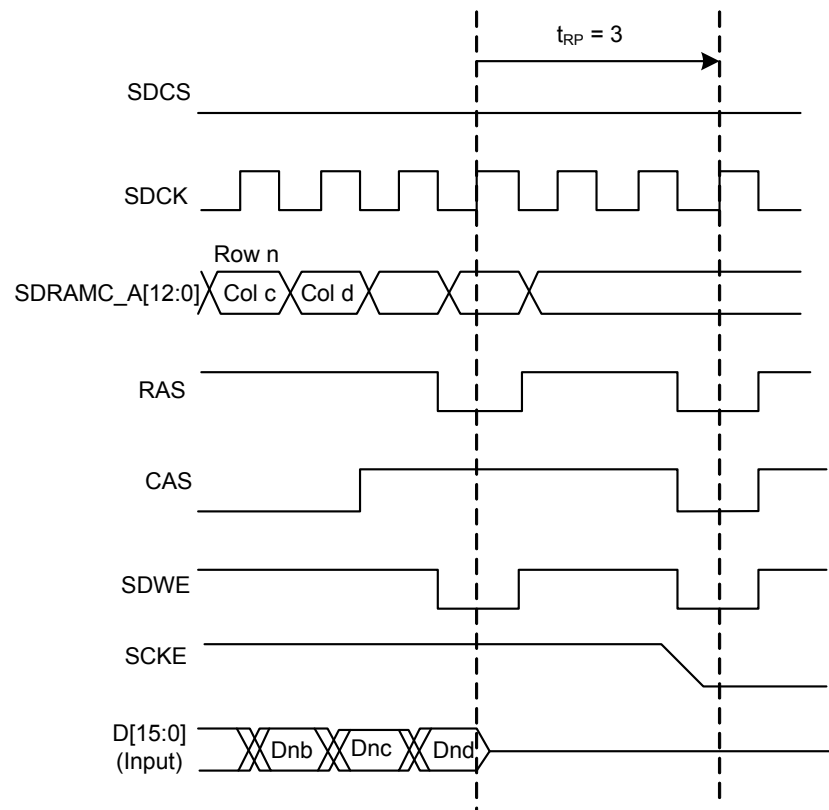 t_RP = 3
SDCS
SDCK
Row n
SDRAMC_A[12:0] Col c Col d
RAS
CAS
SDWE
SCKE
D[15:0]
(Input)
Dnb Dnc Dnd